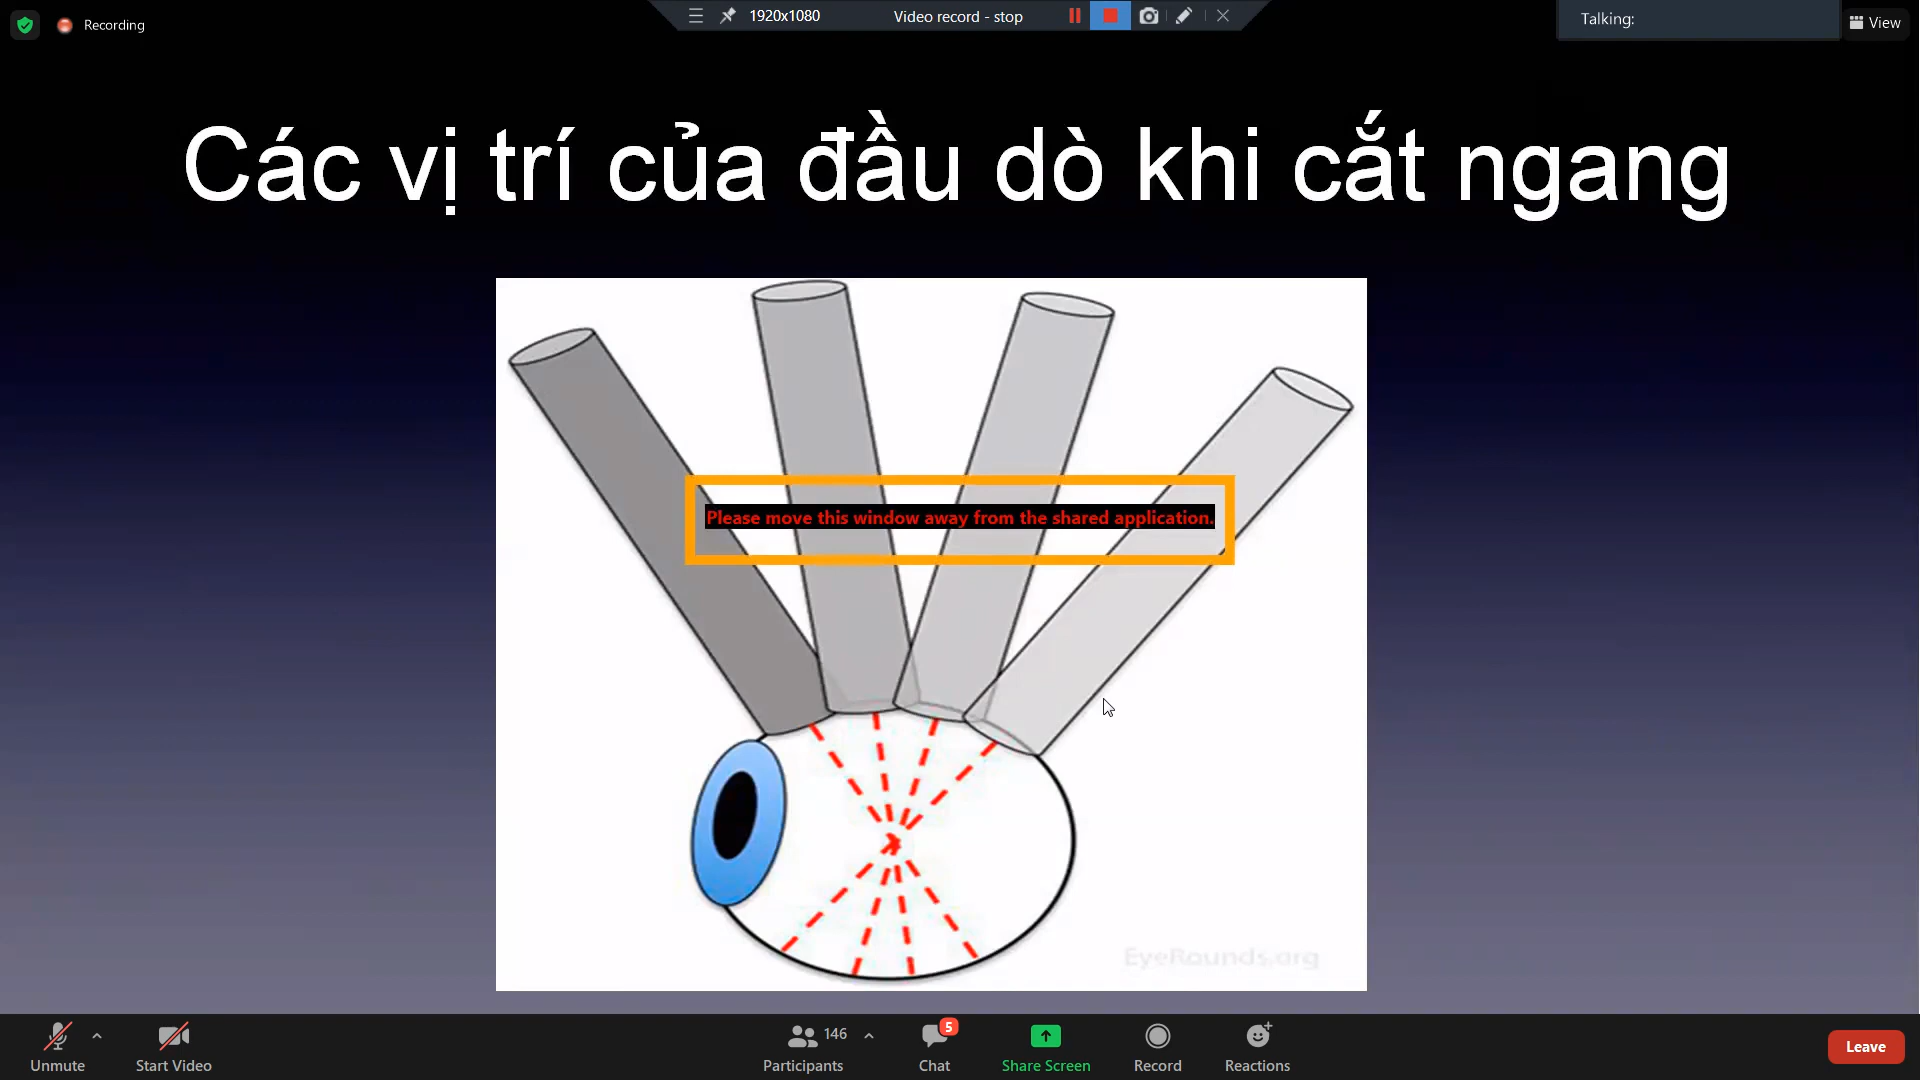 Recording
1920x1080
Video record - stop
Talking:
View
Các vị trí của đầu dò khi cắt ngang
Please move this window away from the shared application.
EyeRounds.org
Unmute
Start Video
146
Participants
5
Chat
Share Screen
Record
Reactions
Leave